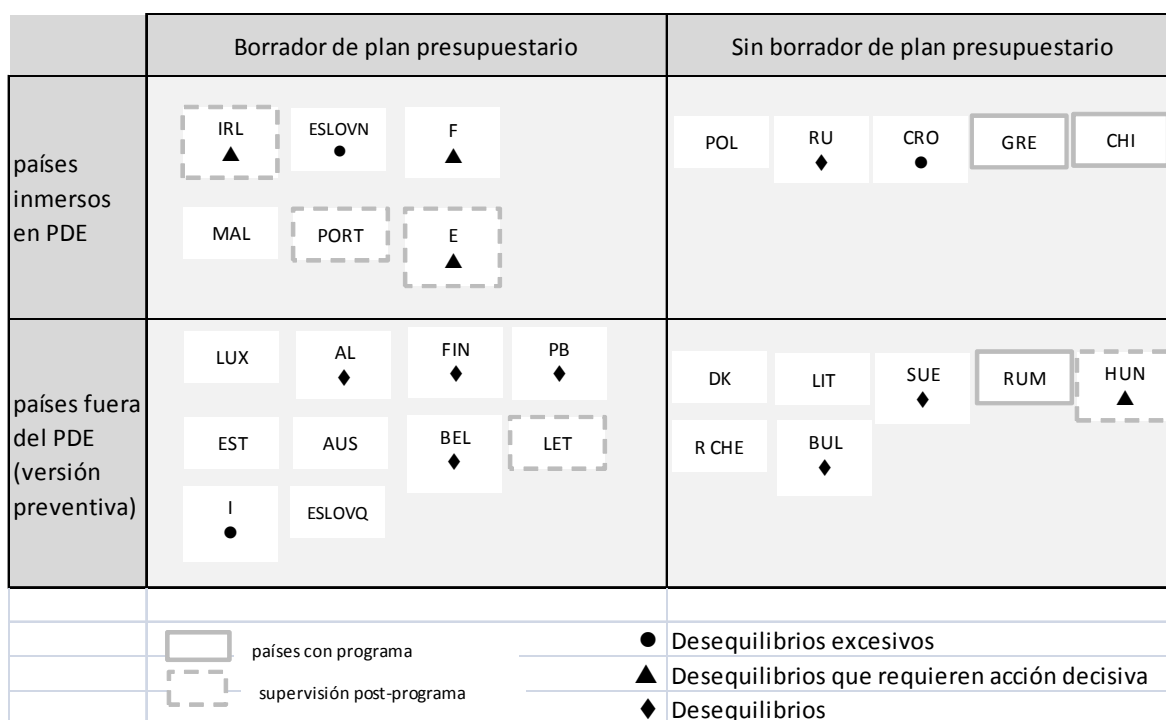 Borrador de plan presupuestario
Sin borrador de plan presupuestario
países
inmersos
en PDE
IRL
▲
ESLOVN
●
F
▲
MAL
PORT
E
▲
POL
RU
♦
CRO
●
GRE
CHI
países fuera
del PDE
(versión
preventiva)
LUX
AL
♦
FIN
♦
PB
♦
EST
AUS
BEL
♦
LET
I
●
ESLOVQ
DK
LIT
SUE
♦
RUM
HUN
▲
R CHE
BUL
♦
países con programa
supervisión post-programa
● Desequilibrios excesivos
▲ Desequilibrios que requieren acción decisiva
♦ Desequilibrios